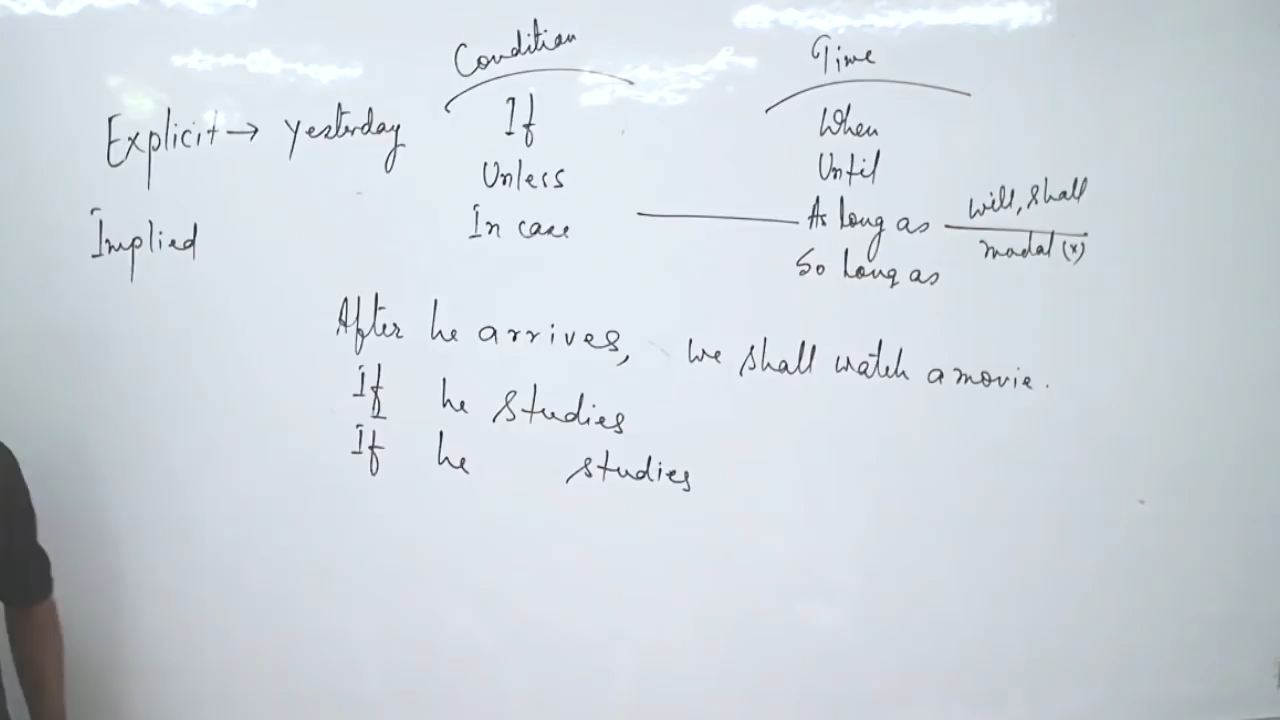 Condition Time
Explicit → yesterday If When
Unless Until
Implied In case As long as will, shall
modal (x)
So long as
After he arrives, we shall watch a movie.
If he studies
If he studies